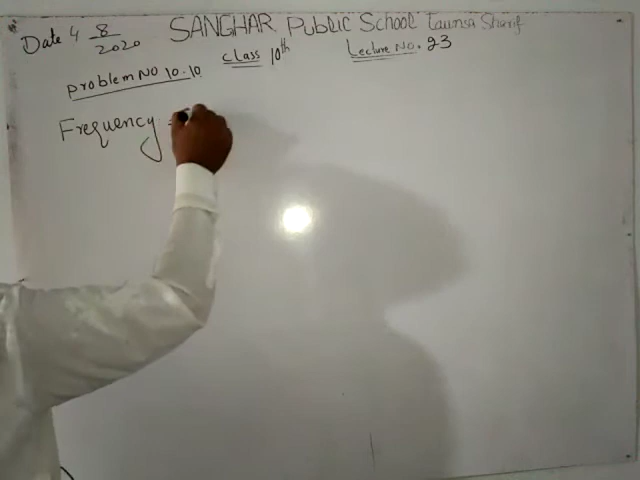 Date 4 8/2020 SANGHAR Public School Taunsa Sharif
Class 10th Lecture No. 23
Problem No 10.10
Frequency =